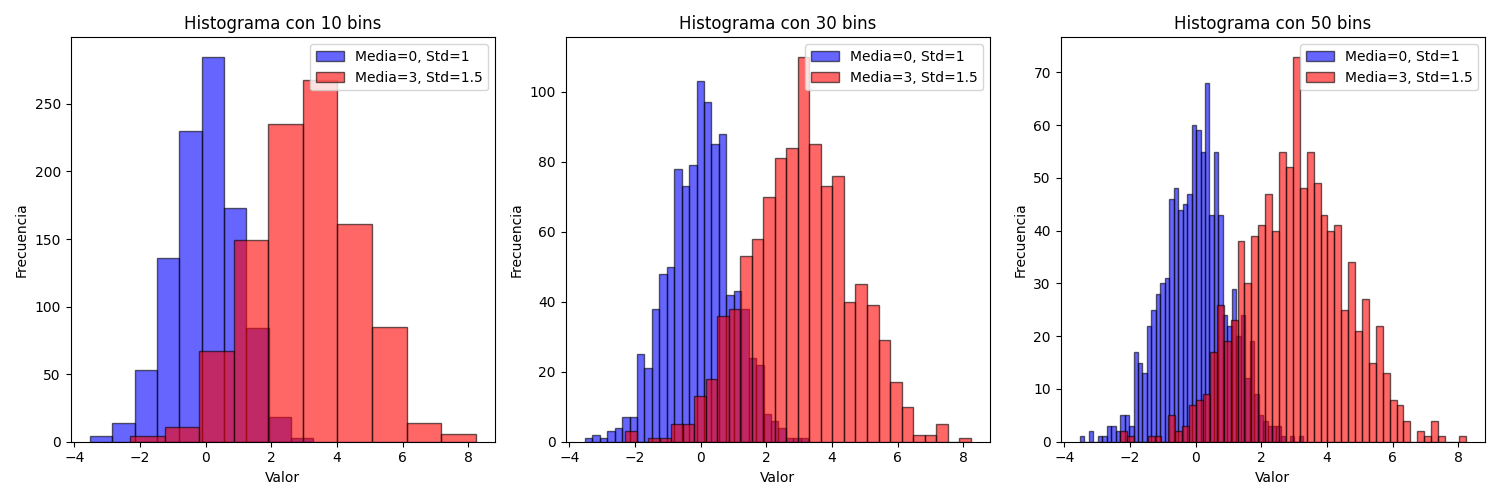 Histograma con 10 bins
Media=0, Std=1
Media=3, Std=1.5
Frecuencia
250
200
150
100
50
0
−4 −2 0 2 4 6 8
Valor
Histograma con 30 bins
Media=0, Std=1
Media=3, Std=1.5
Frecuencia
100
80
60
40
20
0
−4 −2 0 2 4 6 8
Valor
Histograma con 50 bins
Media=0, Std=1
Media=3, Std=1.5
Frecuencia
70
60
50
40
30
20
10
0
−4 −2 0 2 4 6 8
Valor